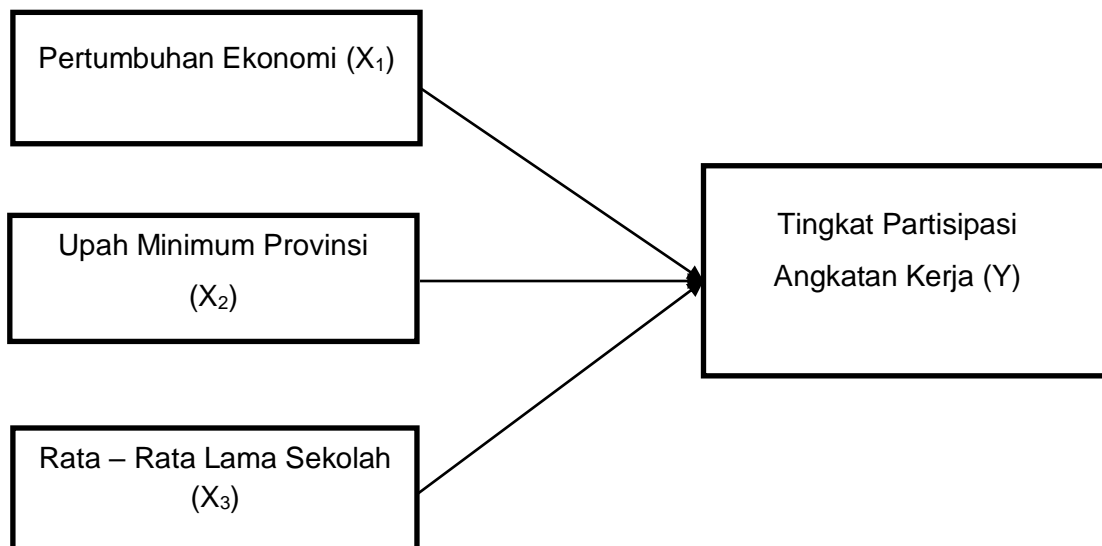 Pertumbuhan Ekonomi (X₁)
Upah Minimum Provinsi
(X₂)
Rata – Rata Lama Sekolah
(X₃)
Tingkat Partisipasi
Angkatan Kerja (Y)